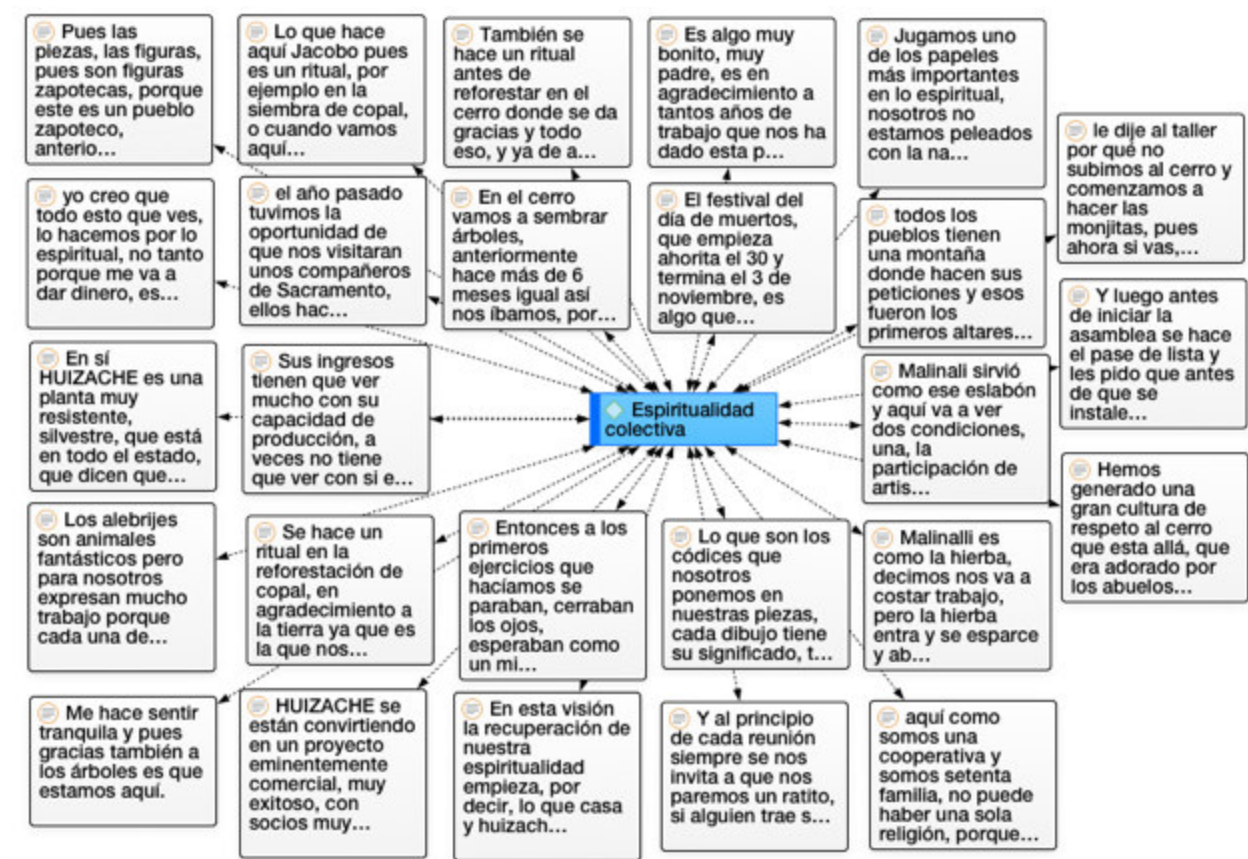 Pues las
piezas, las figuras,
pues son figuras
zapotecas, porque
este es un pueblo
zapoteco,
anterio...
Lo que hace
aquí Jacobo pues
es un ritual, por
ejemplo en la
siembra de copal,
o cuando vamos
aquí...
También se
hace un ritual
antes de
reforestar en el
cerro donde se da
gracias y todo
eso, y ya de a...
Es algo muy
bonito, muy
padre, es en
agradecimiento a
tantos años de
trabajo que nos ha
dado esta p...
Jugamos uno
de los papeles
más importantes
en lo espiritual,
nosotros no
estamos peleados
con la na...
le dije al taller
por qué no
subimos al cerro y
comenzamos a
hacer las
monjitas, pues
ahora si vas,...
yo creo que
todo esto que ves,
lo hacemos por lo
espiritual, no tanto
porque me va a
dar dinero, es...
el año pasado
tuvimos la
oportunidad de
que nos visitaran
unos compañeros
de Sacramento,
ellos hac...
En el cerro
vamos a sembrar
árboles,
anteriormente
hace más de 6
meses igual así
nos íbamos, por...
El festival del
día de muertos,
que empieza
ahorita el 30 y
termina el 3 de
noviembre, es
algo que...
todos los
pueblos tienen
una montaña
donde hacen sus
peticiones y esos
fueron los
primeros altares...
Y luego antes
de iniciar la
asamblea se hace
el pase de lista y
les pido que antes
de que se
instale...
En sí
HUIZACHE es una
planta muy
resistente,
silvestre, que está
en todo el estado,
que dicen que...
Sus ingresos
tienen que ver
mucho con su
capacidad de
producción, a
veces no tiene
que ver con si e...
Espiritualidad
colectiva
Malinali sirvió
como ese eslabón
y aquí va a ver
dos condiciones,
una, la
participación de
artis...
Hemos
generado una
gran cultura de
respeto al cerro
que esta allá, que
era adorado por
los abuelos...
Los alebrijes
son animales
fantásticos pero
para nosotros
expresan mucho
trabajo porque
cada una de...
Se hace un
ritual en la
reforestación de
copal, en
agradecimiento a
la tierra ya que es
la que nos...
Entonces a los
primeros
ejercicios que
hacíamos se
paraban, cerraban
los ojos,
esperaban como
un mi...
Lo que son los
códices que
nosotros
ponemos en
nuestras piezas,
cada dibujo tiene
su significado, t...
Malinalli es
como la hierba,
decimos nos va a
costar trabajo,
pero la hierba
entra y se esparce
y ab...
Me hace sentir
tranquila y pues
gracias también a
los árboles es que
estamos aquí.
HUIZACHE se
están convirtiendo
en un proyecto
eminentemente
comercial, muy
exitoso, con
socios muy...
En esta visión
la recuperación de
nuestra
espiritualidad
empieza, por
decir, lo que casa
y huizach...
Y al principio
de cada reunión
siempre se nos
invita a que nos
paremos un ratito,
si alguien trae s...
aquí como
somos una
cooperativa y
somos setenta
familia, no puede
haber una sola
religión, porque...